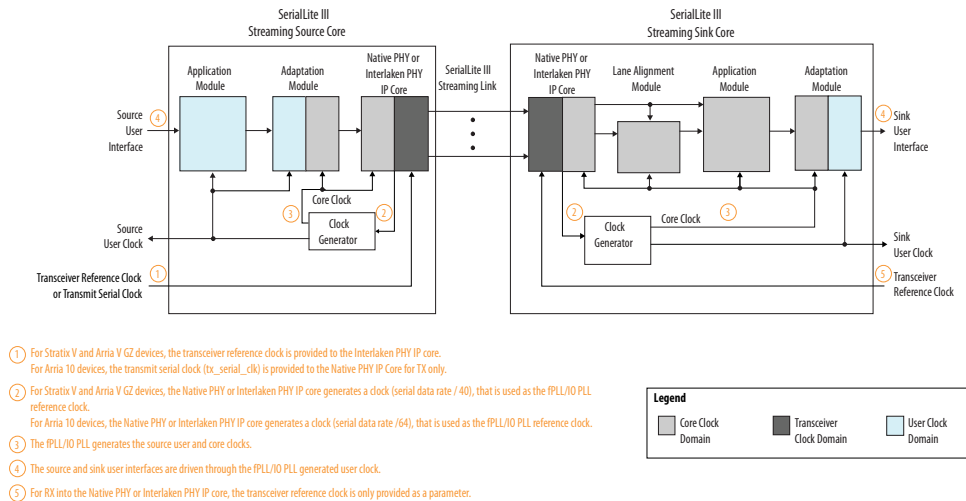 SerialLite III
Streaming Source Core
SerialLite III
Streaming Sink Core
Application
Module
Adaptation
Module
Native PHY or
Interlaken PHY
IP Core
SerialLite III
Streaming Link
Native PHY or
Interlaken PHY
IP Core
Lane Alignment
Module
Application
Module
Adaptation
Module
Source
User
Interface
4
4
Sink
User
Interface
Core Clock
3
2
Clock
Generator
2
Clock
Generator
Core Clock
3
Source
User Clock
Sink
User Clock
Transceiver Reference Clock
or Transmit Serial Clock
1
5
Transceiver
Reference Clock
1 For Stratix V and Arria V GZ devices, the transceiver reference clock is provided to the Interlaken PHY IP core.
For Arria 10 devices, the transmit serial clock (tx_serial_clk) is provided to the Native PHY IP Core for TX only.
2 For Stratix V and Arria V GZ devices, the Native PHY or Interlaken PHY IP core generates a clock (serial data rate / 40), that is used as the fPLL/IO PLL
reference clock.
For Arria 10 devices, the Native PHY or Interlaken PHY IP core generates a clock (serial data rate /64), that is used as the fPLL/IO PLL reference clock.
3 The fPLL/IO PLL generates the source user and core clocks.
4 The source and sink user interfaces are driven through the fPLL/IO PLL generated user clock.
5 For RX into the Native PHY or Interlaken PHY IP core, the transceiver reference clock is only provided as a parameter.
Legend
Core Clock
Domain
Transceiver
Clock Domain
User Clock
Domain